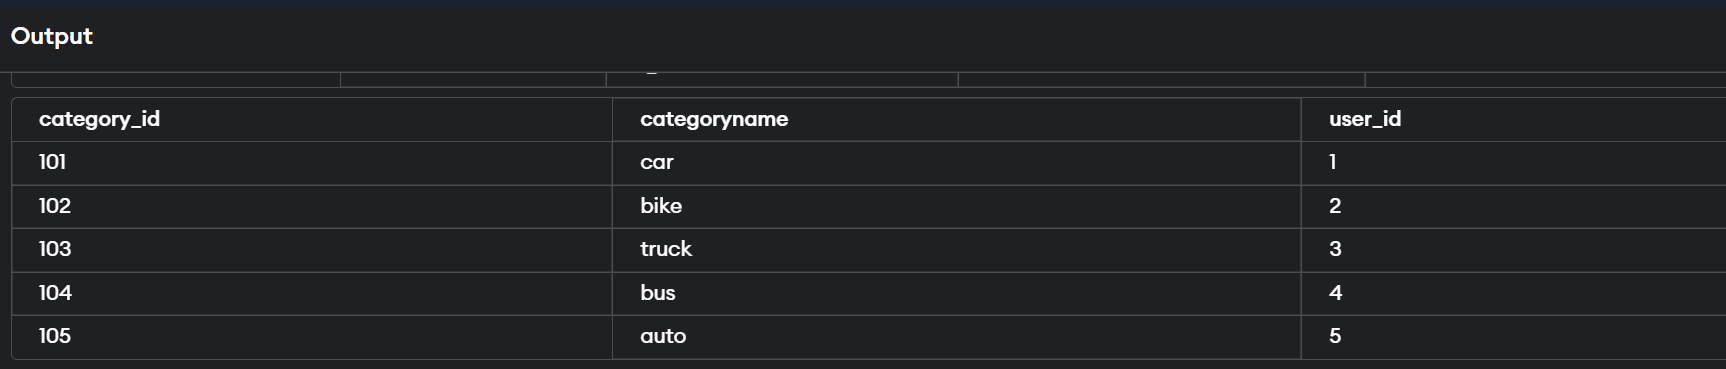 Output
category_id categoryname user_id
101 car 1
102 bike 2
103 truck 3
104 bus 4
105 auto 5